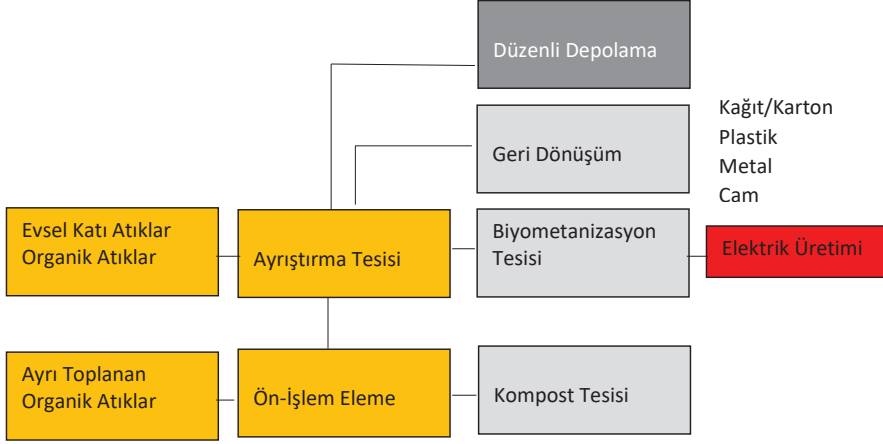 Düzenli Depolama
Geri Dönüşüm
Kağıt/Karton
Plastik
Metal
Cam
Evsel Katı Atıklar
Organik Atıklar
Ayrıştırma Tesisi
Biyometanizasyon
Tesisi
Elektrik Üretimi
Ayrı Toplanan
Organik Atıklar
Ön-İşlem Eleme
Kompost Tesisi